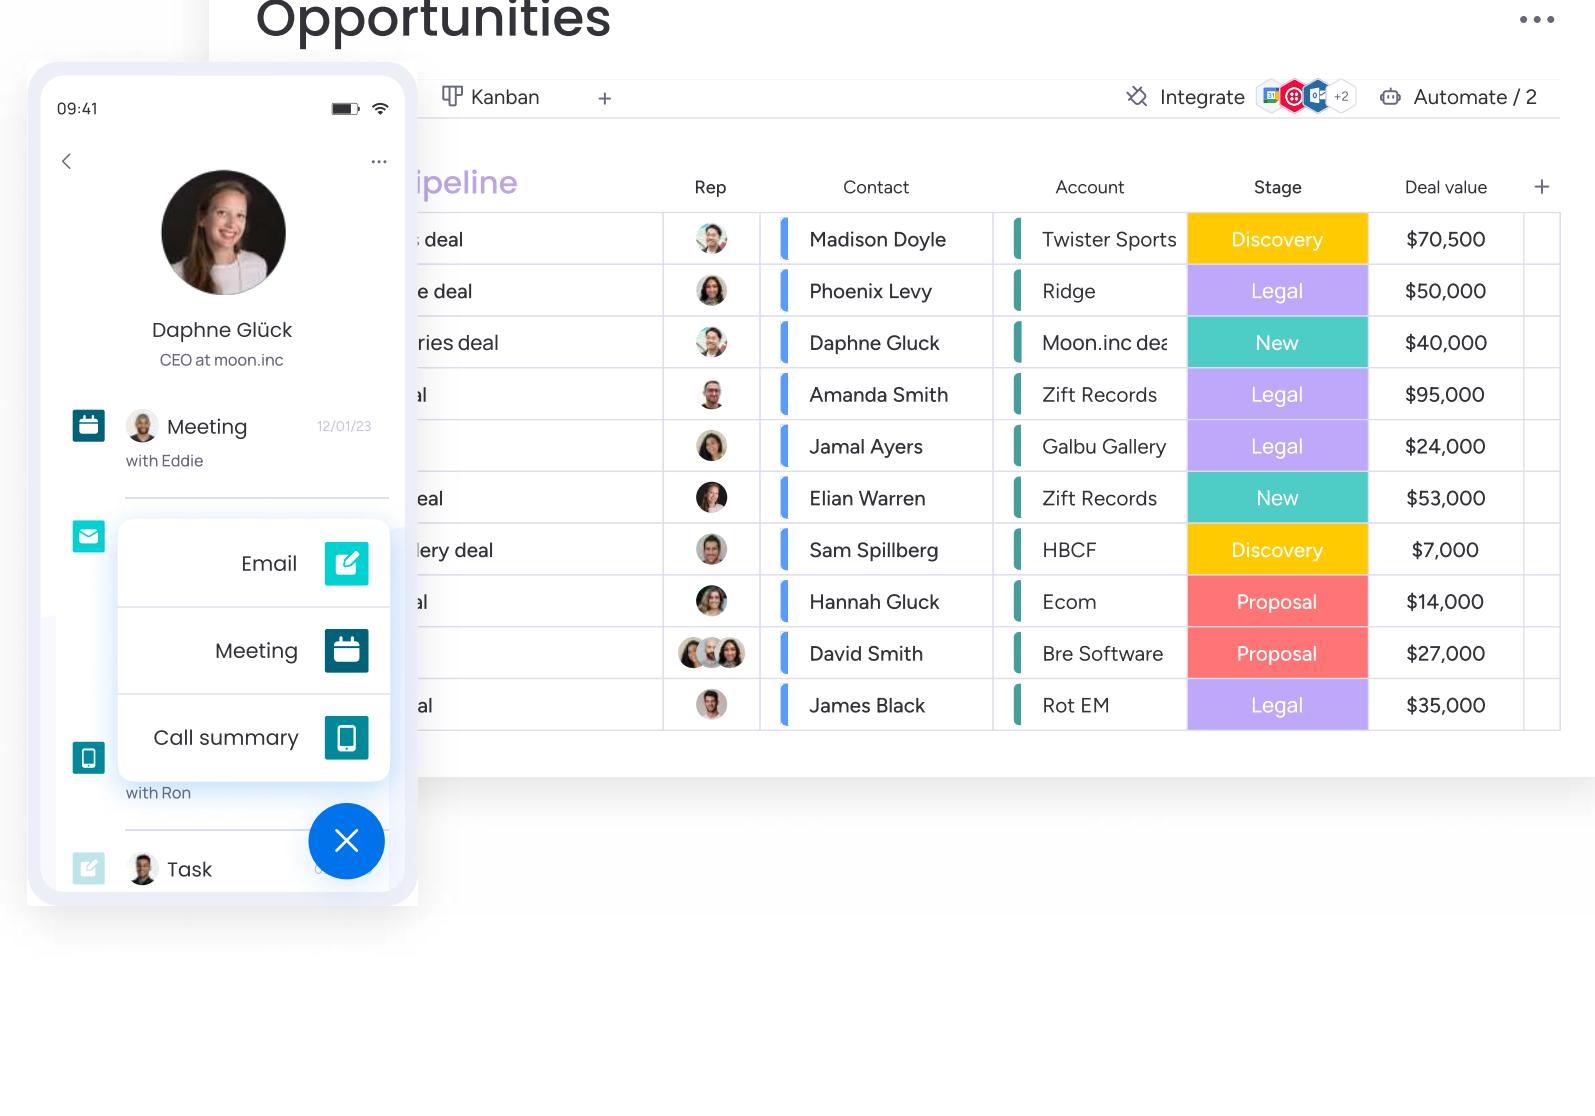 Opportunities
Kanban
+
Integrate
+2
Automate / 2
ipeline
Rep
Contact
Account
Stage
Deal value
+
deal
Madison Doyle
Twister Sports
Discovery
$70,500
e deal
Phoenix Levy
Ridge
Legal
$50,000
ries deal
Daphne Gluck
Moon.inc dea
New
$40,000
al
Amanda Smith
Zift Records
Legal
$95,000
Jamal Ayers
Galbu Gallery
Legal
$24,000
eal
Elian Warren
Zift Records
New
$53,000
lery deal
Sam Spillberg
HBCF
Discovery
$7,000
al
Hannah Gluck
Ecom
Proposal
$14,000
David Smith
Bre Software
Proposal
$27,000
al
James Black
Rot EM
Legal
$35,000
09:41
Daphne Glück
CEO at moon.inc
Meeting
12/01/23
with Eddie
Email
Meeting
Call summary
with Ron
Task